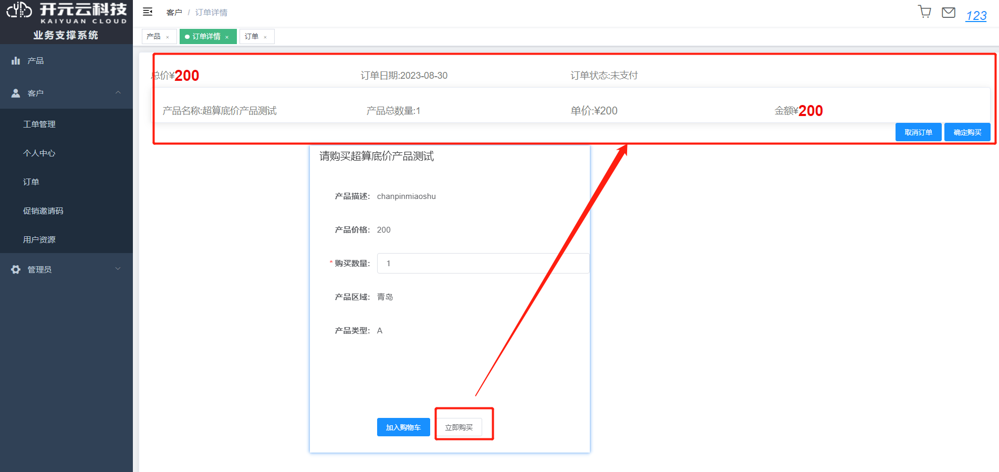 开元云科技
KAIYUAN CLOUD
业务支撑系统
产品
客户
工单管理
个人中心
订单
促销邀请码
用户资源
管理员
客户 / 订单详情
123
产品 ×
订单详情 ×
订单 ×
总价¥200 订单日期:2023-08-30 订单状态:未支付
产品名称:超算底价产品测试 产品总数量:1 单价:¥200 金额¥200
取消订单 确定购买
请购买超算底价产品测试
产品描述: chanpinmiaoshu
产品价格: 200
* 购买数量: 1
产品区域: 青岛
产品类型: A
加入购物车 立即购买